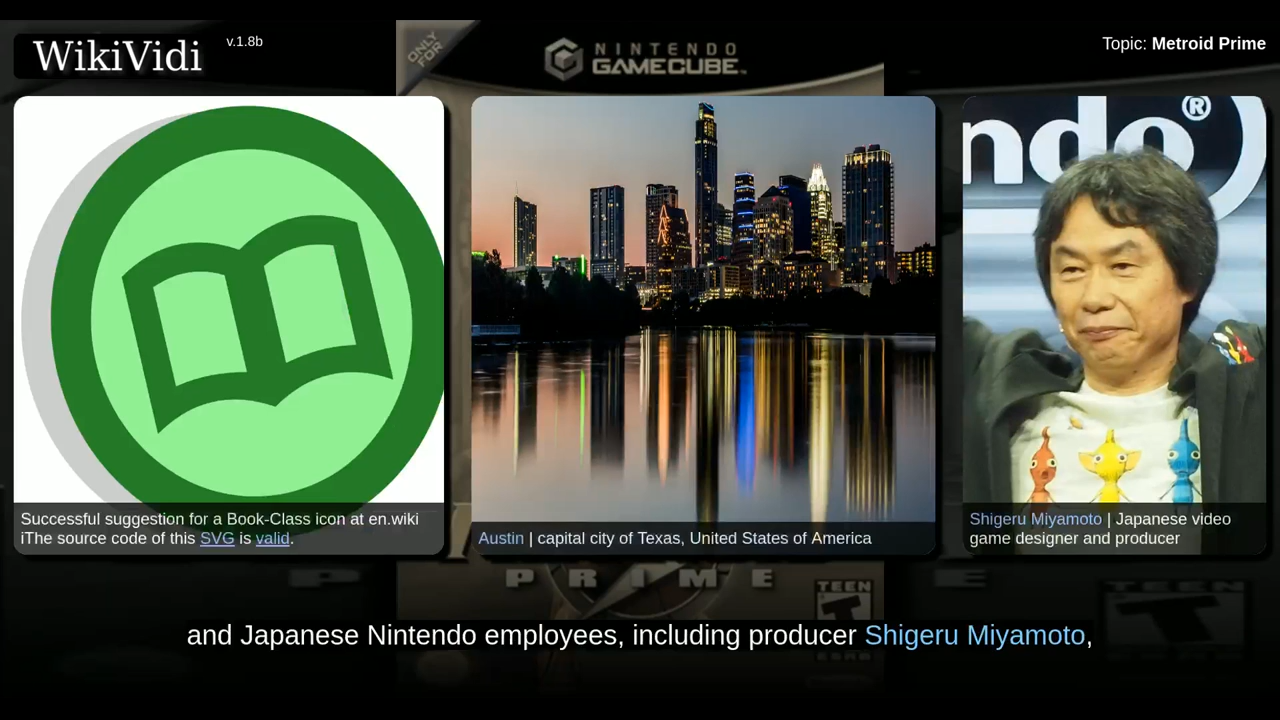 WikiVidi
v.1.8b
Topic: Metroid Prime
ONLY
FOR
NINTENDO
GAMECUBE™
ndo®
Successful suggestion for a Book-Class icon at en.wiki
iThe source code of this SVG is valid.
Austin | capital city of Texas, United States of America
Shigeru Miyamoto | Japanese video
game designer and producer
PRIME
TEEN
T
ESRB
and Japanese Nintendo employees, including producer Shigeru Miyamoto,